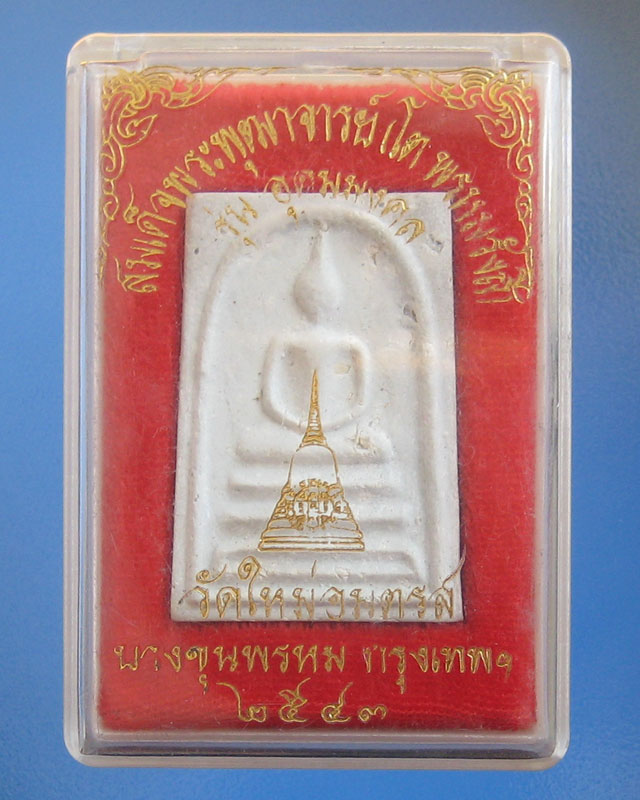 สมเด็จพระพุฒาจารย์ (โต พรหมรังสี)
รุ่น อุดมมงคล
วัดใหม่อมตรส
บางขุนพรหม กรุงเทพฯ
๒๕๔๓